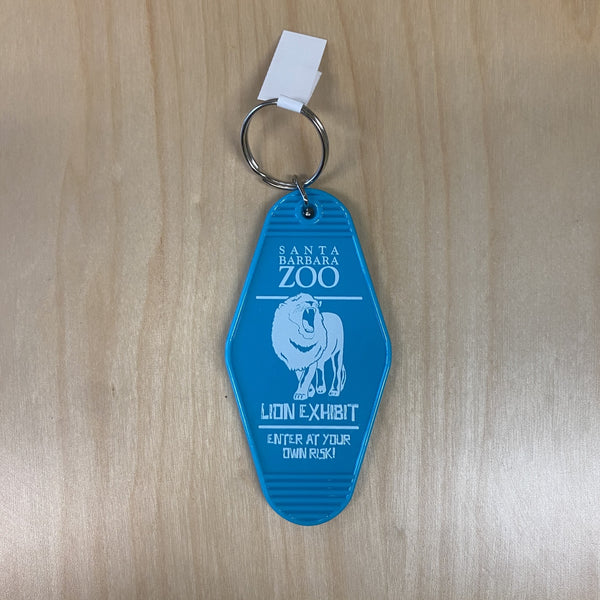 SANTA
BARBARA
ZOO
LION EXHIBIT
ENTER AT YOUR
OWN RISK!